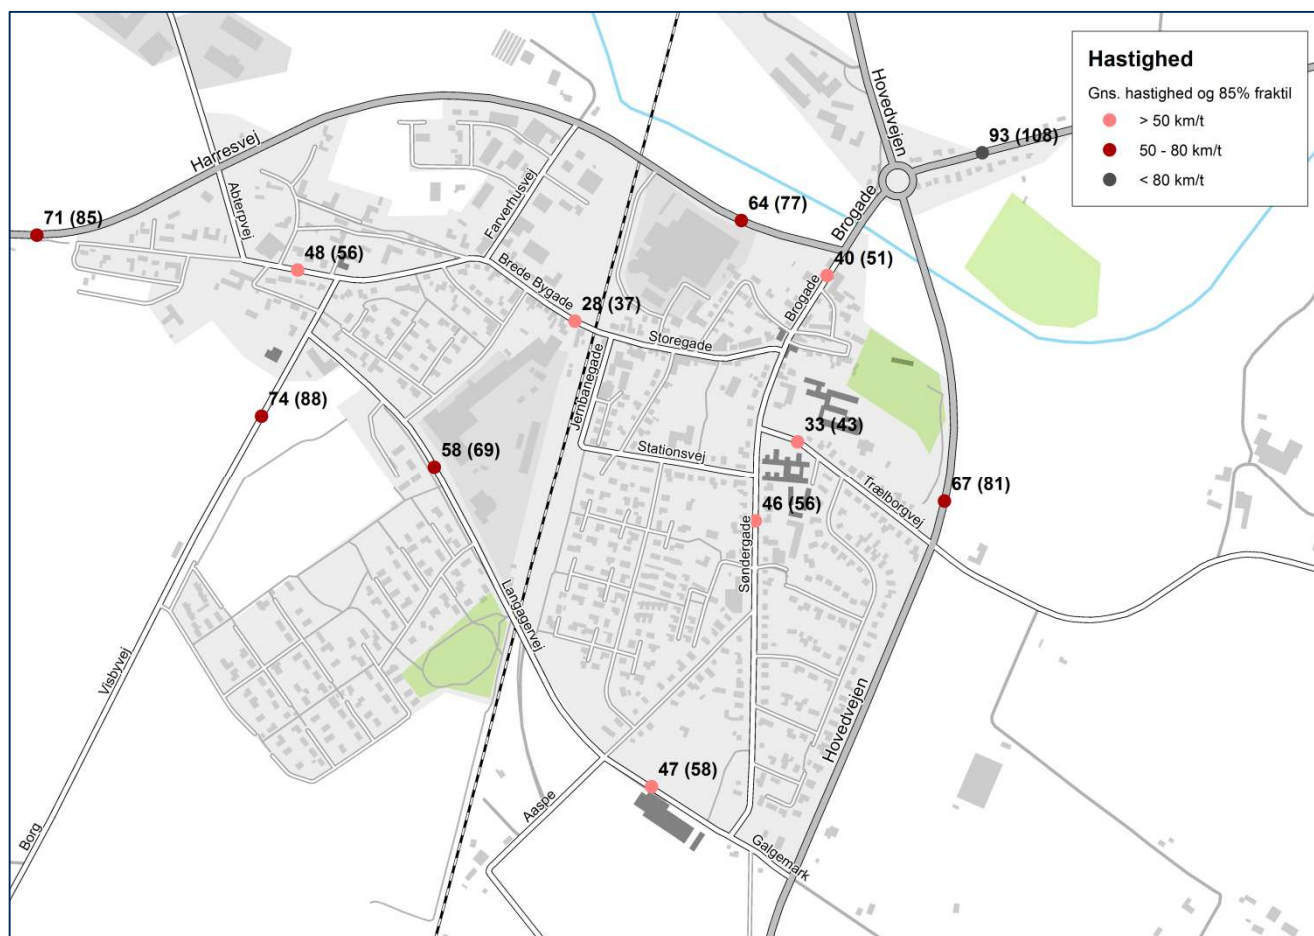 Hastighed
Gns. hastighed og 85% fraktil
> 50 km/t
50 - 80 km/t
< 80 km/t
Hovedvejen
93 (108)
Harresvej
Abterpvej
Farverhusvej
Brogade
71 (85)
64 (77)
48 (56)
40 (51)
Brede Bygade
28 (37)
Brogade
Storegade
Jernbanegade
74 (88)
33 (43)
Stationsvej
58 (69)
67 (81)
Trælborgvej
46 (56)
Søndergade
Langagervej
Visbyvej
Hovedvejen
47 (58)
Aaspe
Borg
Galgemark